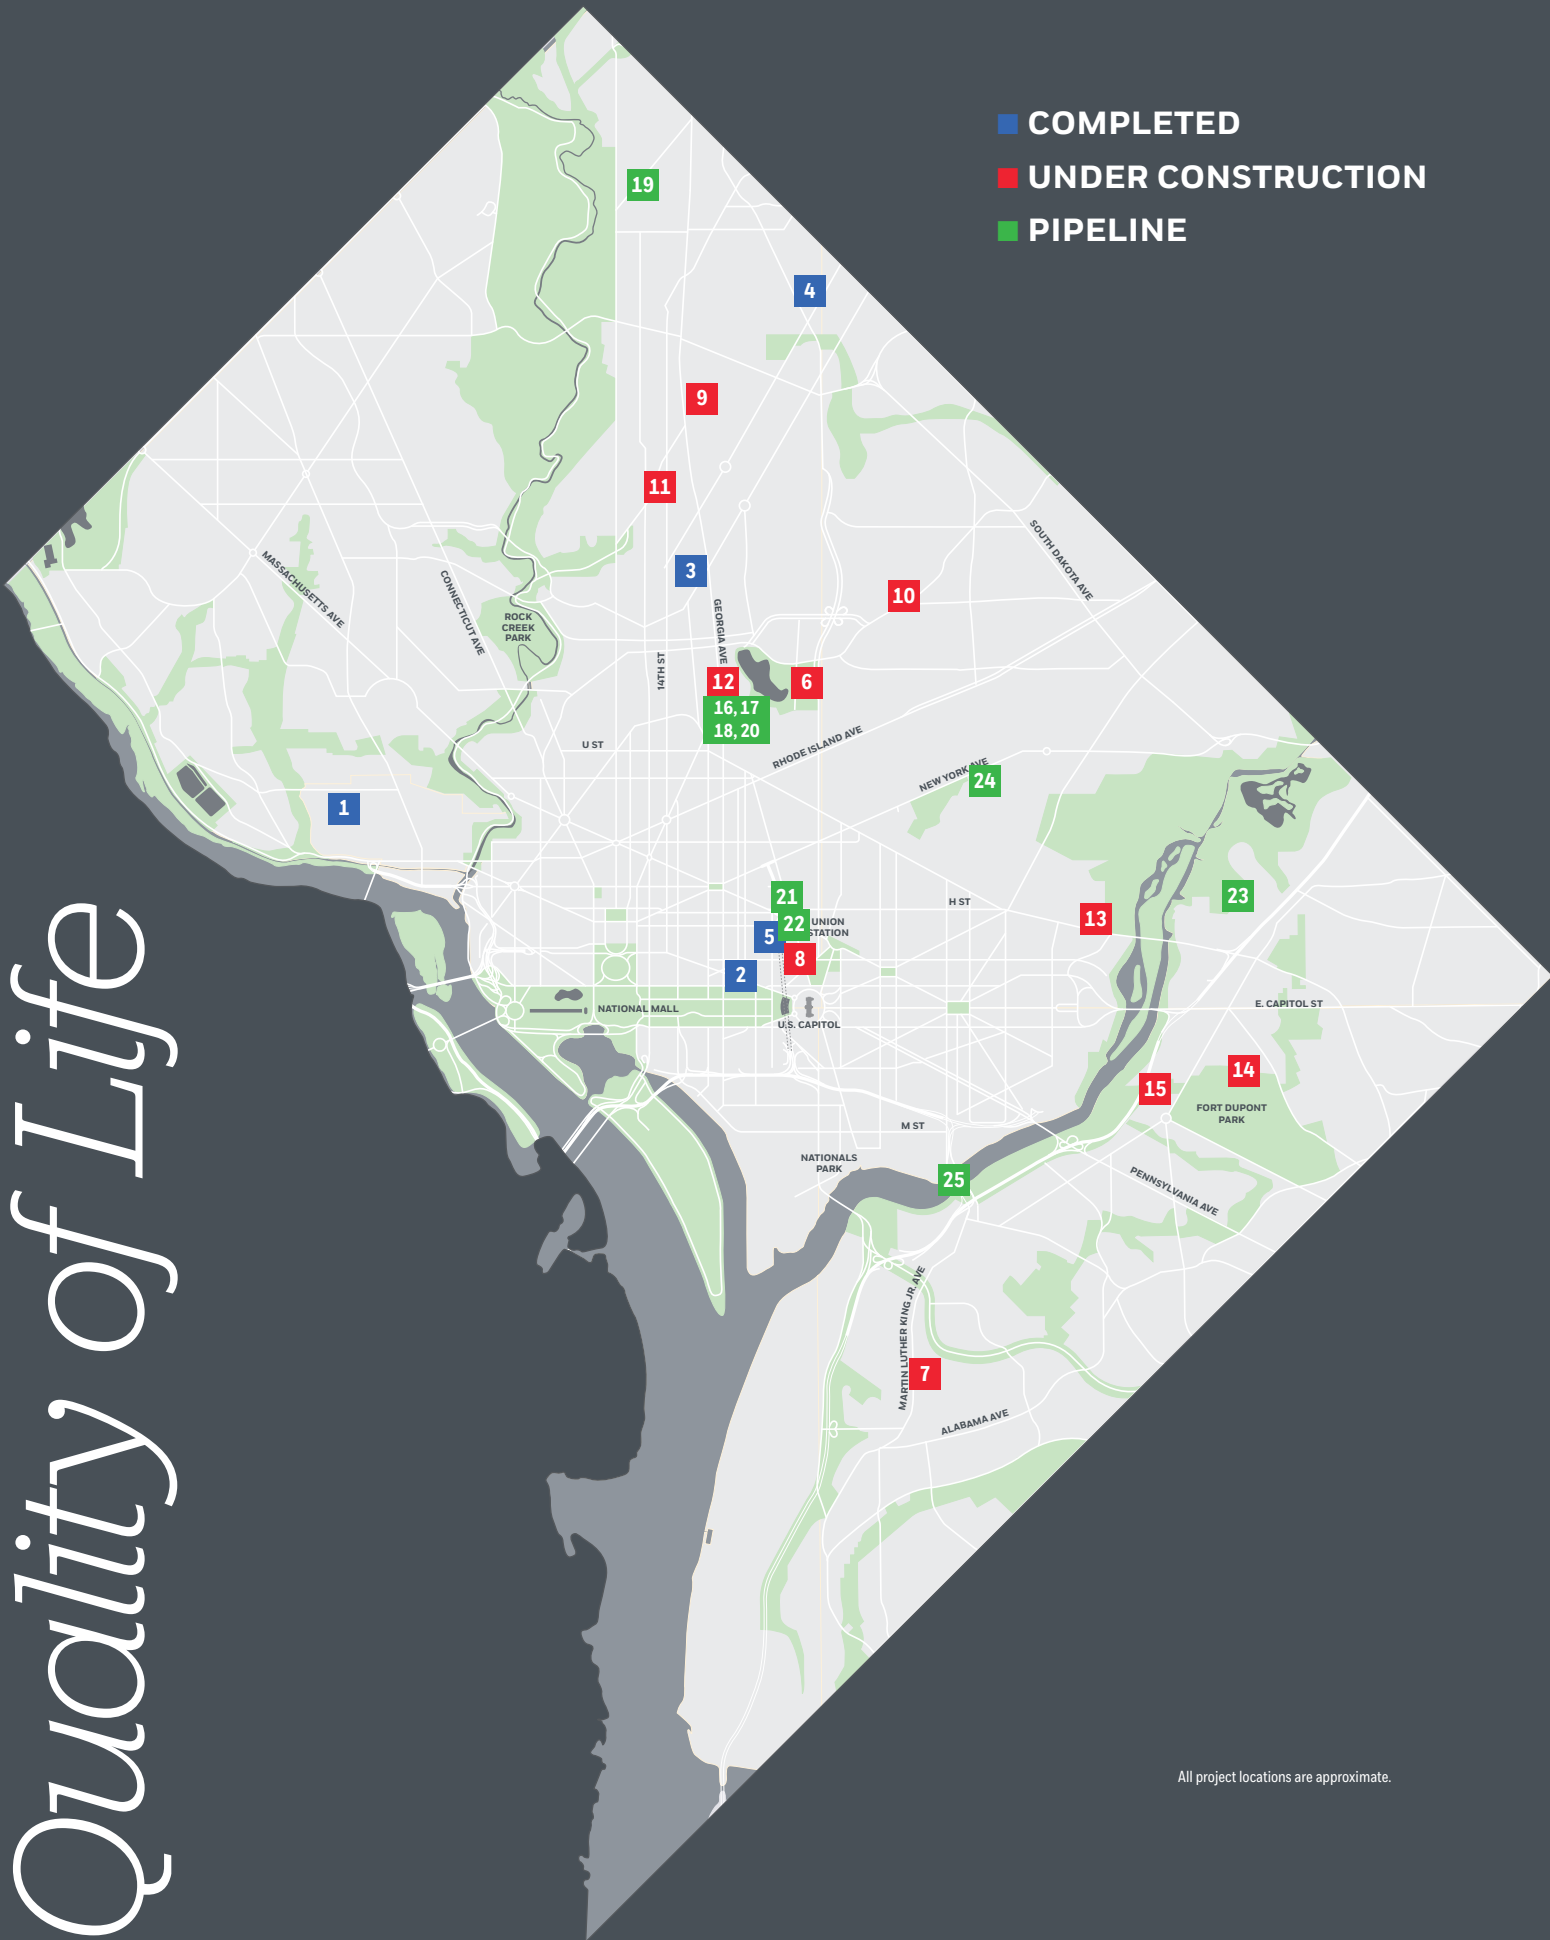 Quality of Life
COMPLETED
UNDER CONSTRUCTION
PIPELINE
19
4
9
11
3
10
SOUTH DAKOTA AVE
MASSACHUSETTS AVE
CONNECTICUT AVE
ROCK
CREEK
PARK
GEORGIA AVE
14TH ST
12
6
16, 17
18, 20
U ST
RHODE ISLAND AVE
NEW YORK AVE
24
1
21
22
UNION
STATION
5
8
2
H ST
13
23
NATIONAL MALL
U.S. CAPITOL
E. CAPITOL ST
14
15
FORT DUPONT
PARK
M ST
NATIONALS
PARK
25
PENNSYLVANIA AVE
MARTIN LUTHER KING JR. AVE
7
ALABAMA AVE
All project locations are approximate.